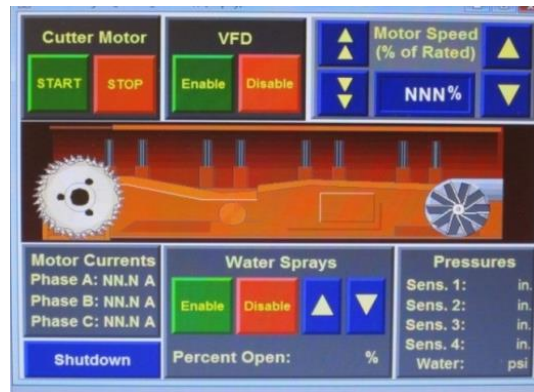 Cutter Motor
START
STOP
VFD
Enable
Disable
Motor Speed
(% of Rated)
NNN%
Motor Currents
Phase A: NN.N A
Phase B: NN.N A
Phase C: NN.N A
Shutdown
Water Sprays
Enable
Disable
Percent Open: %
Pressures
Sens. 1: in.
Sens. 2: in.
Sens. 3: in.
Sens. 4: in.
Water: psi